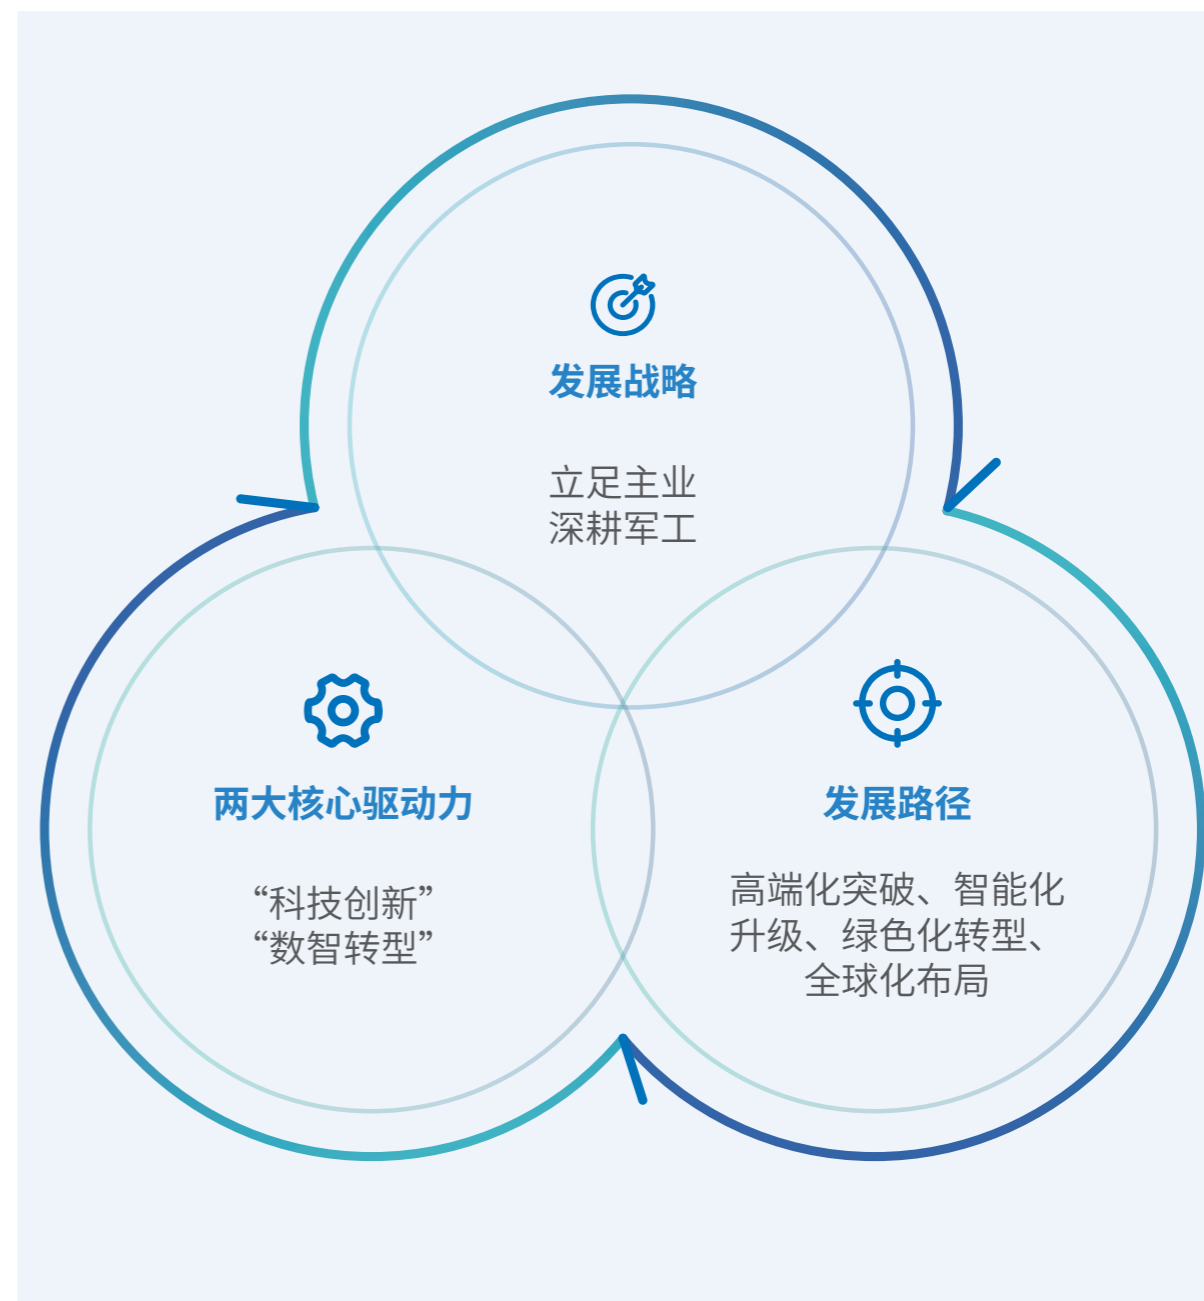 发展战略
立足主业
深耕军工
两大核心驱动力
“科技创新”
“数智转型”
发展路径
高端化突破、智能化
升级、绿色化转型、
全球化布局